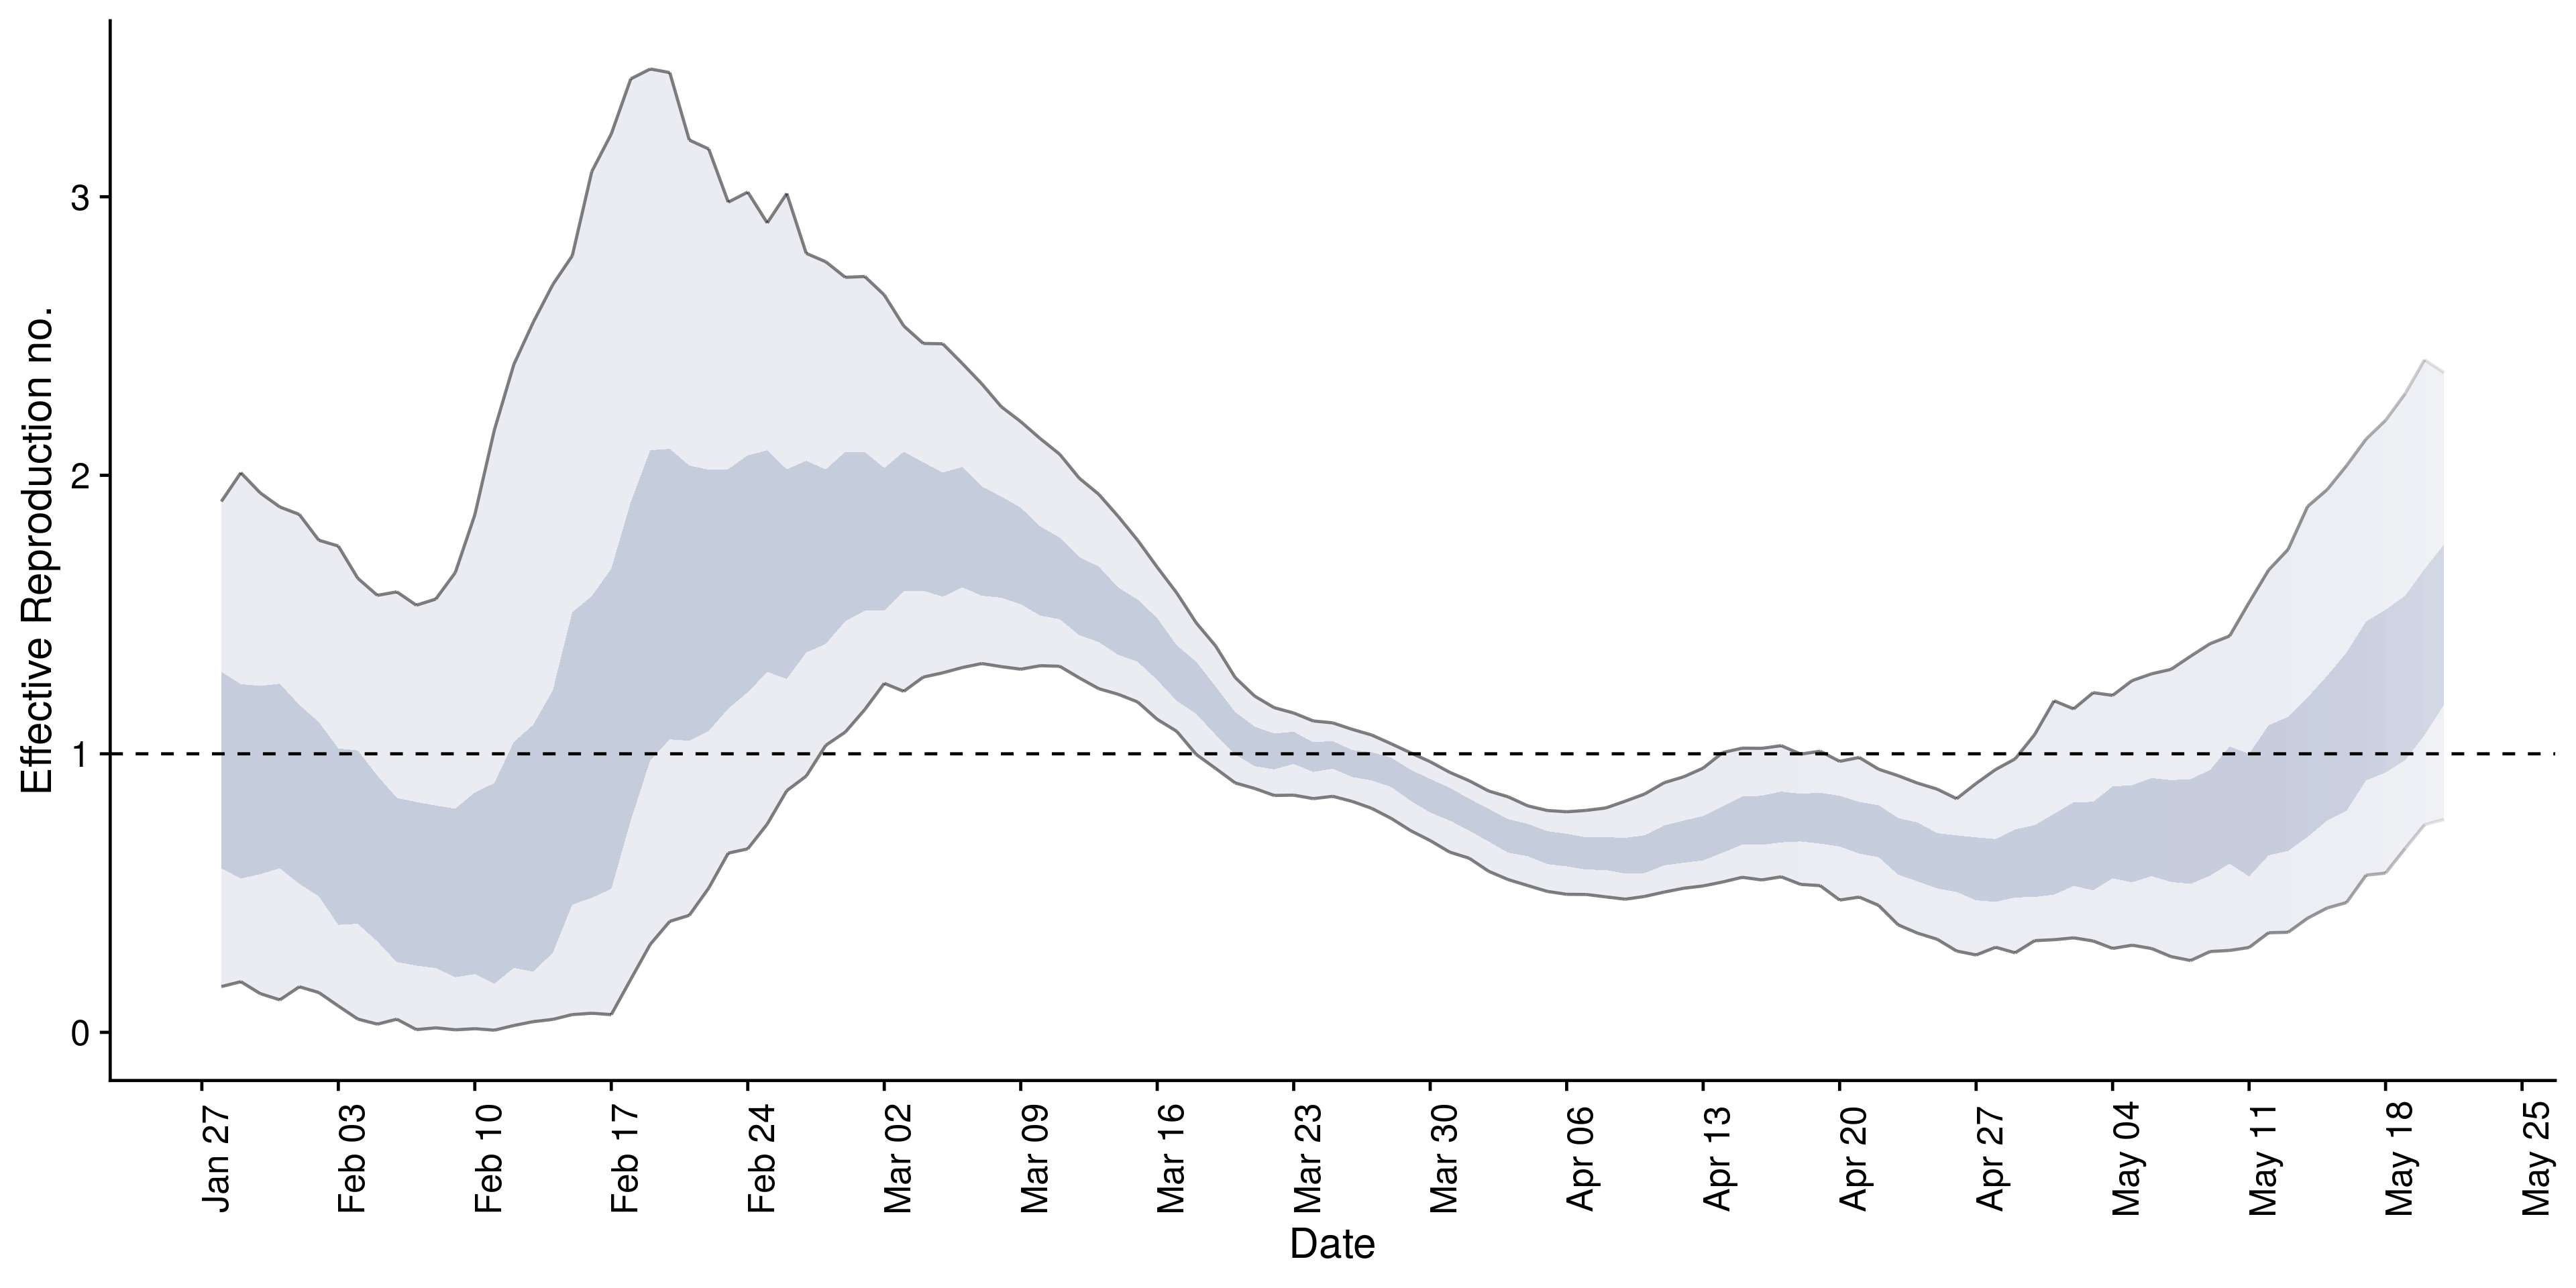 Effective Reproduction no.
3
2
1
0
Jan 27
Feb 03
Feb 10
Feb 17
Feb 24
Mar 02
Mar 09
Mar 16
Mar 23
Mar 30
Apr 06
Apr 13
Apr 20
Apr 27
May 04
May 11
May 18
May 25
Date